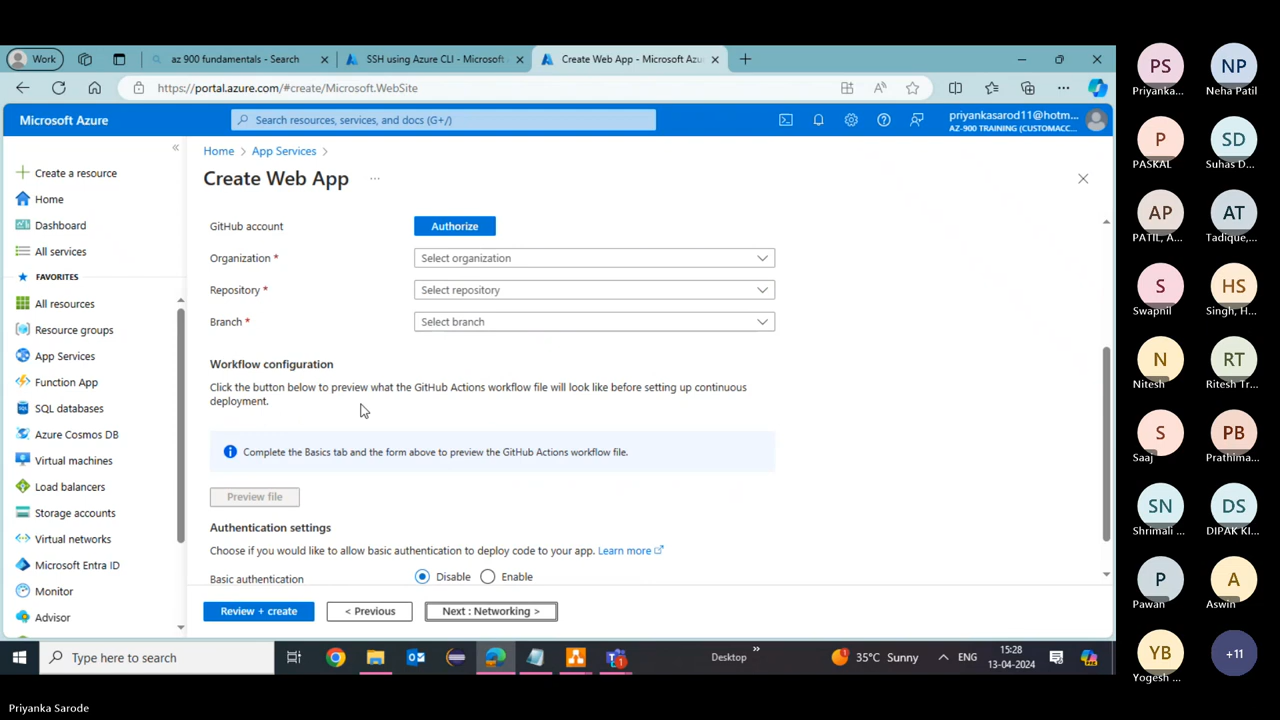 Work
az 900 fundamentals - Search
SSH using Azure CLI - Microsoft
Create Web App - Microsoft Azu
https://portal.azure.com/#create/Microsoft.WebSite
Microsoft Azure
Search resources, services, and docs (G+/)
priyankasarod11@hotm...
AZ-900 TRAINING (CUSTOMACC...
Create a resource
Home
Dashboard
All services
FAVORITES
All resources
Resource groups
App Services
Function App
SQL databases
Azure Cosmos DB
Virtual machines
Load balancers
Storage accounts
Virtual networks
Microsoft Entra ID
Monitor
Advisor
Home > App Services >
Create Web App ...
GitHub account Authorize
Organization * Select organization
Repository * Select repository
Branch * Select branch
Workflow configuration
Click the button below to preview what the GitHub Actions workflow file will look like before setting up continuous
deployment.
Complete the Basics tab and the form above to preview the GitHub Actions workflow file.
Preview file
Authentication settings
Choose if you would like to allow basic authentication to deploy code to your app. Learn more
Basic authentication Disable Enable
Review + create < Previous Next : Networking >
Type here to search
Desktop
35°C Sunny
ENG
15:28
13-04-2024
PS NP
Priyanka... Neha Patil
P SD
PASKAL Suhas D...
AP AT
PATIL, A... Tadique,...
S HS
Swapnil Singh, H...
N RT
Nitesh Ritesh Tr...
S PB
Saaj Prathima...
SN DS
Shrimali ... DIPAK KI...
P A
Pawan Aswin
YB +11
Yogesh ...
Priyanka Sarode